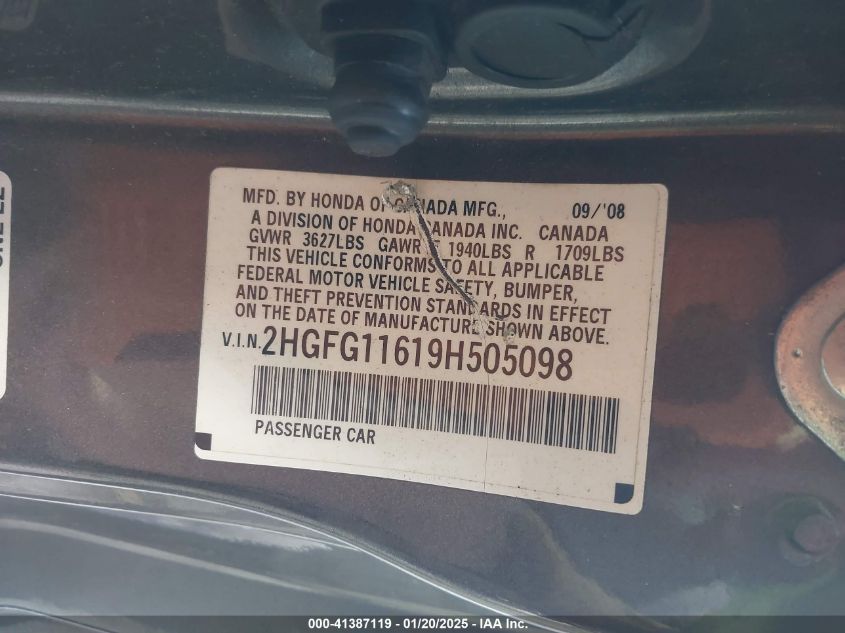 MFD. BY HONDA OF CANADA MFG., 09/'08
A DIVISION OF HONDA CANADA INC. CANADA
GVWR 3627LBS GAWR F 1940LBS R 1709LBS
THIS VEHICLE CONFORMS TO ALL APPLICABLE
FEDERAL MOTOR VEHICLE SAFETY, BUMPER,
AND THEFT PREVENTION STANDARDS IN EFFECT
ON THE DATE OF MANUFACTURE SHOWN ABOVE.
V.I.N. 2HGFG11619H505098
PASSENGER CAR
000-41387119 - 01/20/2025 - IAA Inc.